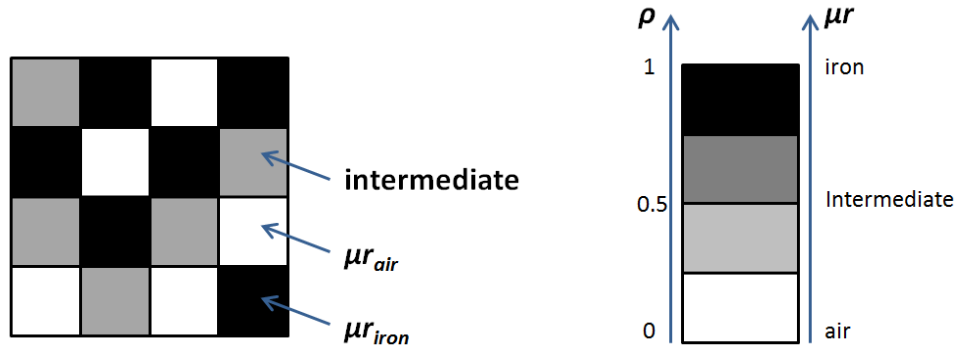 ρ
μr
1
iron
intermediate
0.5
Intermediate
μr_air
μr_iron
0
air